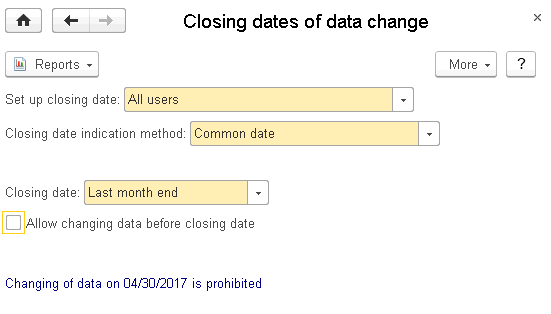 Closing dates of data change
Reports
More
?
Set up closing date: All users
Closing date indication method: Common date
Closing date: Last month end
Allow changing data before closing date
Changing of data on 04/30/2017 is prohibited